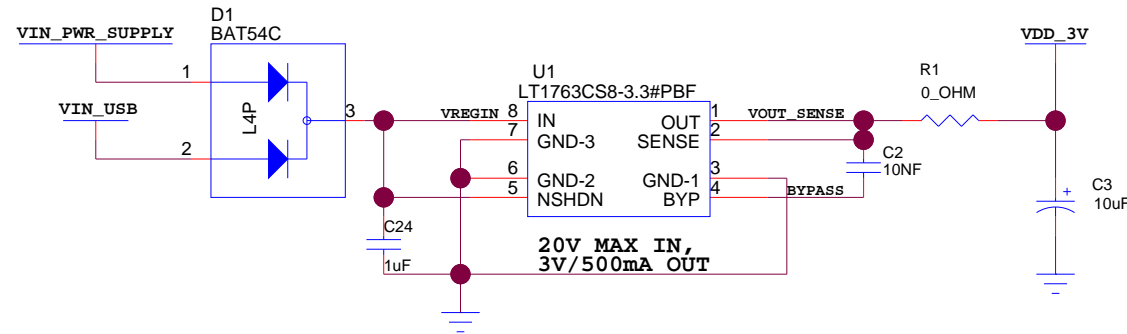 D1
BAT54C
VIN_PWR_SUPPLY
VDD_3V
U1
LT1763CS8-3.3#PBF
R1
0_OHM
1
VIN_USB
L4P
3
VREGIN
8
IN
OUT
1
VOUT_SENSE
7
GND-3
SENSE
2
2
C2
10NF
6
GND-2
GND-1
3
5
NSHDN
BYP
4
BYPASS
C3
+
10uF
C24
1uF
20V MAX IN,
3V/500mA OUT